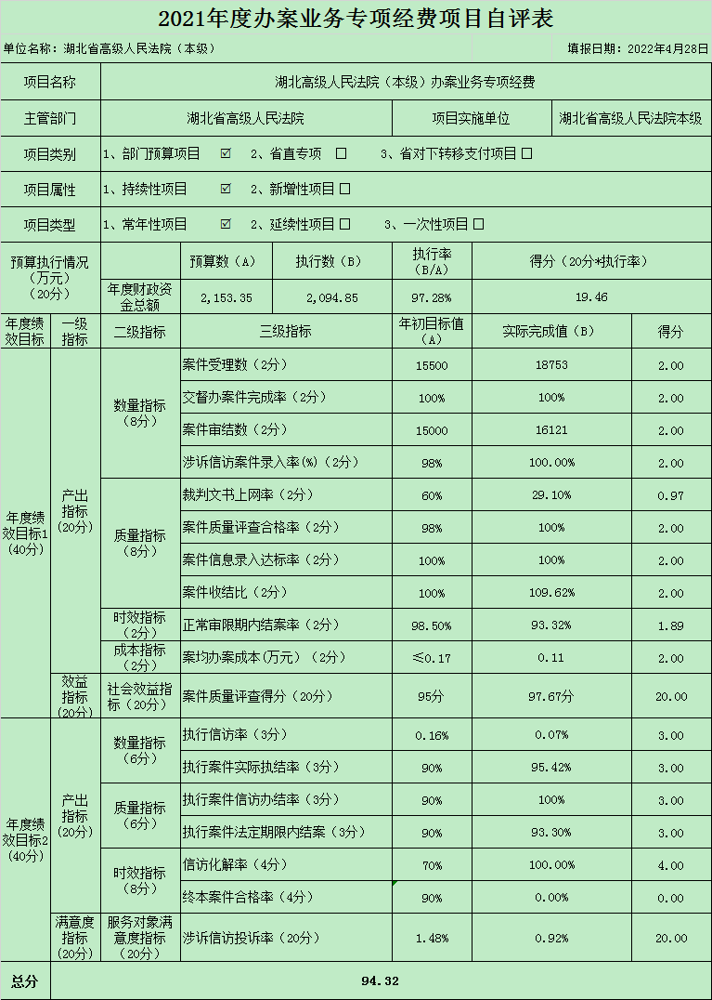 2021年度办案业务专项经费项目自评表
单位名称：湖北省高级人民法院（本级） 填报日期：2022年4月28日
项目名称 湖北高级人民法院（本级）办案业务专项经费
主管部门 湖北省高级人民法院 项目实施单位 湖北省高级人民法院本级
项目类别 1、部门预算项目 ☑ 2、省直专项 □ 3、省对下转移支付项目 □
项目属性 1、持续性项目 ☑ 2、新增性项目 □
项目类型 1、常年性项目 ☑ 2、延续性项目 □ 3、一次性项目 □
预算执行情况
（万元）
（20分）
预算数（A） 执行数（B） 执行率
（B/A） 得分（20分*执行率）
年度财政资
金总额 2,153.35 2,094.85 97.28% 19.46
年度绩
效目标 一级
指标 二级指标 三级指标 年初目标值
（A） 实际完成值（B） 得分
年度绩
效目标1
(40分)
产出
指标
(20分)
数量指标
（8分）
案件受理数（2分） 15500 18753 2.00
交督办案件完成率（2分） 100% 100% 2.00
案件审结数（2分） 15000 16121 2.00
涉诉信访案件录入率(%)（2分） 98% 100.00% 2.00
质量指标
（8分）
裁判文书上网率（2分） 60% 29.10% 0.97
案件质量评查合格率（2分） 98% 100% 2.00
案件信息录入达标率（2分） 100% 100% 2.00
案件收结比（2分） 100% 109.62% 2.00
时效指标
（2分） 正常审限期内结案率（2分） 98.50% 93.32% 1.89
成本指标
（2分） 案均办案成本(万元）（2分） ≤0.17 0.11 2.00
效益
指标
(20分) 社会效益指
标（20分） 案件质量评查得分（20分） 95分 97.67分 20.00
年度绩
效目标2
(40分)
产出
指标
(20分)
数量指标
（6分）
执行信访率（3分） 0.16% 0.07% 3.00
执行案件实际执结率（3分） 90% 95.42% 3.00
质量指标
（6分）
执行案件信访办结率（3分） 90% 100% 3.00
执行案件法定期限内结案（3分） 90% 93.30% 3.00
时效指标
（8分）
信访化解率（4分） 70% 100.00% 4.00
终本案件合格率（4分） 90% 0.00% 0.00
满意度
指标
(20分) 服务对象满
意度指标
（20分） 涉诉信访投诉率（20分） 1.48% 0.92% 20.00
总分 94.32